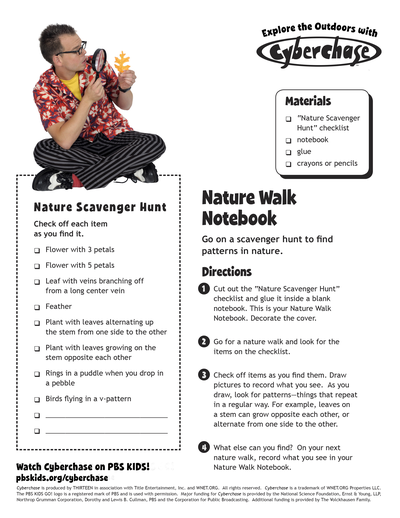 Explore the Outdoors with
Cyberchase
Materials
"Nature Scavenger
Hunt" checklist
notebook
glue
crayons or pencils
Nature Scavenger Hunt
Check off each item
as you find it.
Flower with 3 petals
Flower with 5 petals
Leaf with veins branching off
from a long center vein
Feather
Plant with leaves alternating up
the stem from one side to the other
Plant with leaves growing on the
stem opposite each other
Rings in a puddle when you drop in
a pebble
Birds flying in a v-pattern
Nature Walk
Notebook
Go on a scavenger hunt to find
patterns in nature.
Directions
1 Cut out the "Nature Scavenger Hunt"
checklist and glue it inside a blank
notebook. This is your Nature Walk
Notebook. Decorate the cover.
2 Go for a nature walk and look for the
items on the checklist.
3 Check off items as you find them. Draw
pictures to record what you see. As you
draw, look for patterns—things that repeat
in a regular way. For example, leaves on
a stem can grow opposite each other, or
alternate from one side to the other.
4 What else can you find? On your next
nature walk, record what you see in your
Nature Walk Notebook.
Watch Cyberchase on PBS KIDS!
pbskids.org/cyberchase
Cyberchase is produced by THIRTEEN in association with Title Entertainment, Inc. and WNET.ORG. All rights reserved. Cyberchase is a trademark of WNET.ORG Properties LLC.
The PBS KIDS GO! logo is a registered mark of PBS and is used with permission. Major funding for Cyberchase is provided by the National Science Foundation, Ernst & Young, LLP,
Northrop Grumman Corporation, Dorothy and Lewis B. Cullman, PBS and the Corporation for Public Broadcasting. Additional funding is provided by The Volckhausen Family.